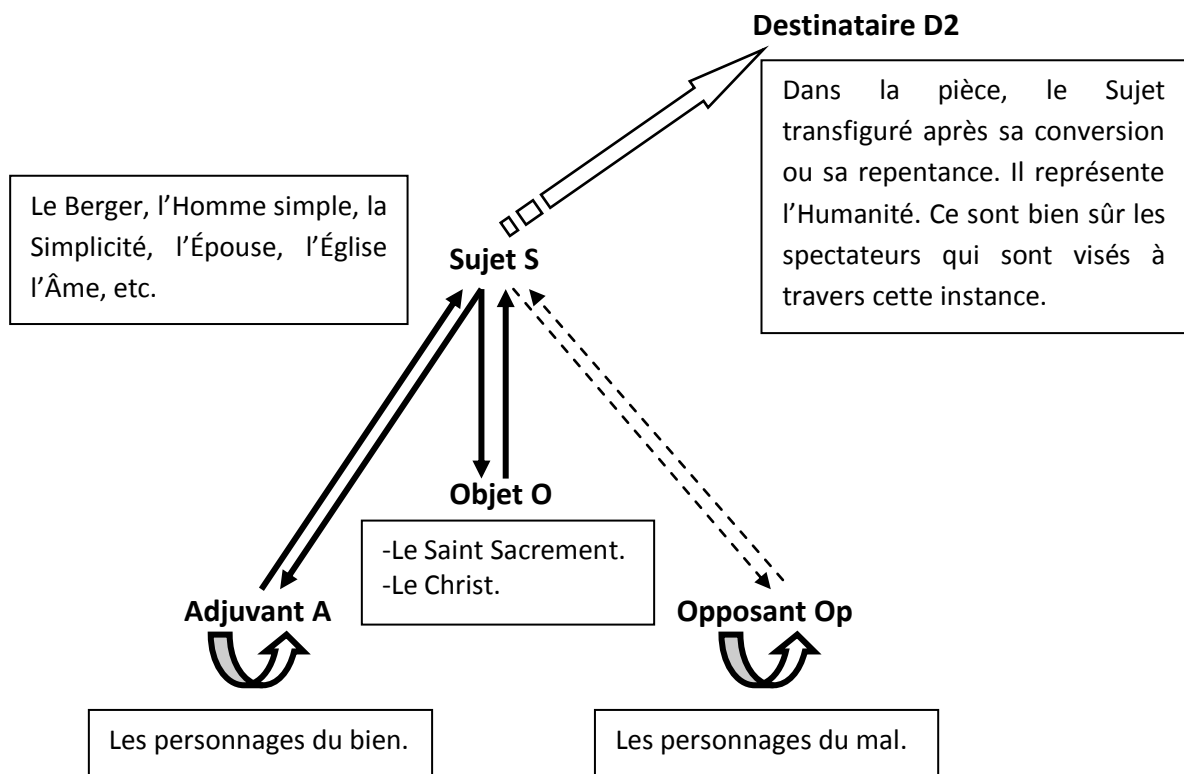 Destinataire D2
Dans la pièce, le Sujet
transfiguré après sa conversion
ou sa repentance. Il représente
l’Humanité. Ce sont bien sûr les
spectateurs qui sont visés à
travers cette instance.
Le Berger, l’Homme simple, la
Simplicité, l’Épouse, l’Église
l’Âme, etc.
Sujet S
Objet O
-Le Saint Sacrement.
-Le Christ.
Adjuvant A
Opposant Op
Les personnages du bien.
Les personnages du mal.